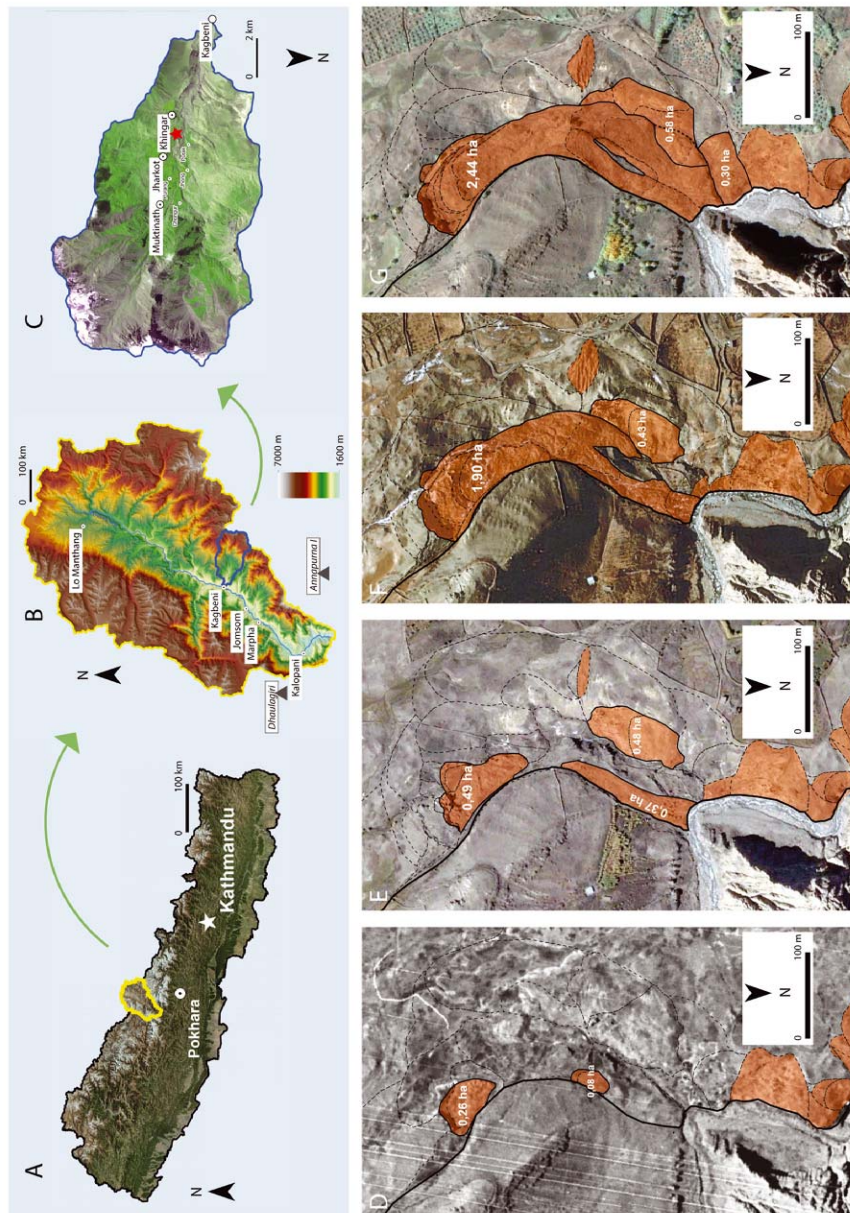 A
N
Pokhara
Kathmandu
100 km
B
N
100 km
Lo Manthang
Kagbeni
Jomsom
Marpha
Kalopani
Dhaulagiri
Annapurna I
7000 m
1600 m
C
Muktinath
Jharkot
Khingar
Kagbeni
2 km
N
D
0,26 ha
0,08 ha
N
0
100 m
E
0,49 ha
0,48 ha
0,37 ha
N
0
100 m
F
1,90 ha
0,43 ha
N
0
100 m
G
2,44 ha
0,58 ha
0,30 ha
N
0
100 m